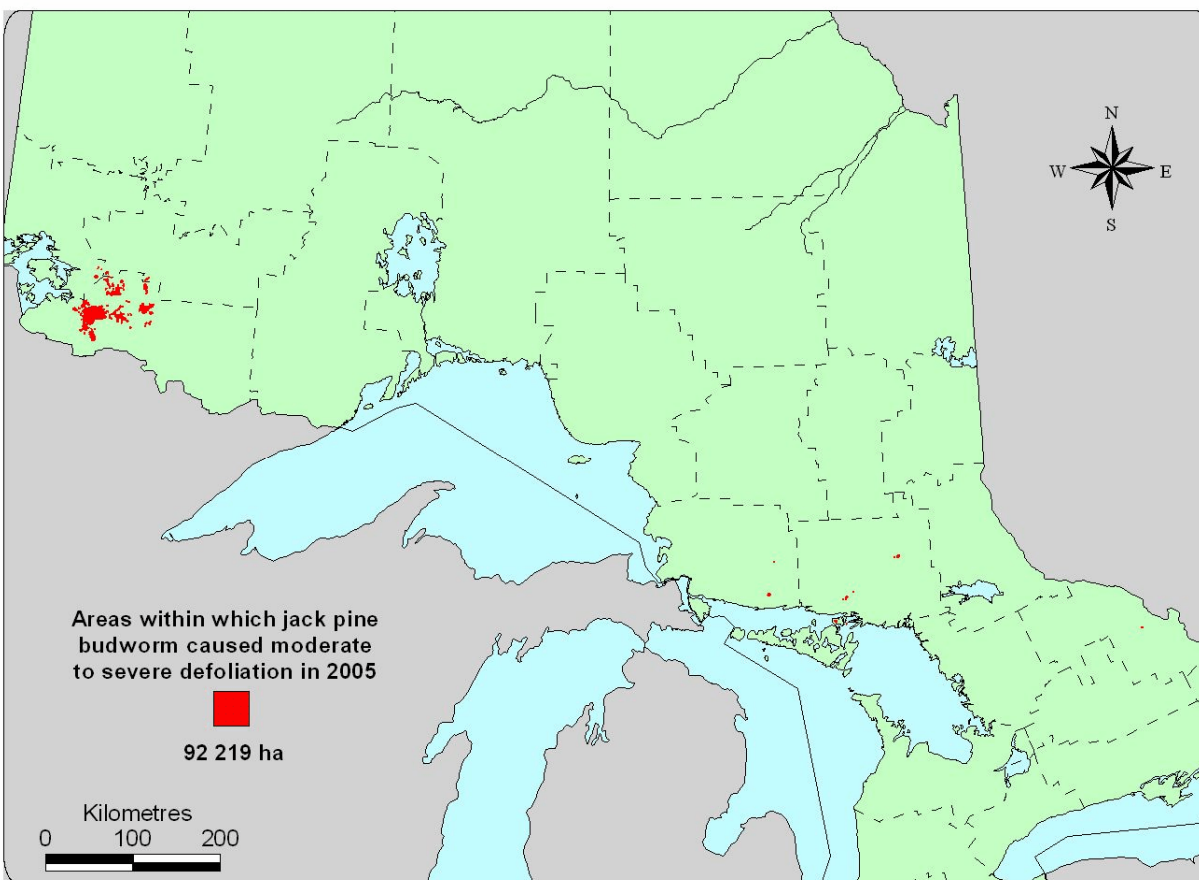 N
W E
S
Areas within which jack pine
budworm caused moderate
to severe defoliation in 2005
92 219 ha
Kilometres
0 100 200